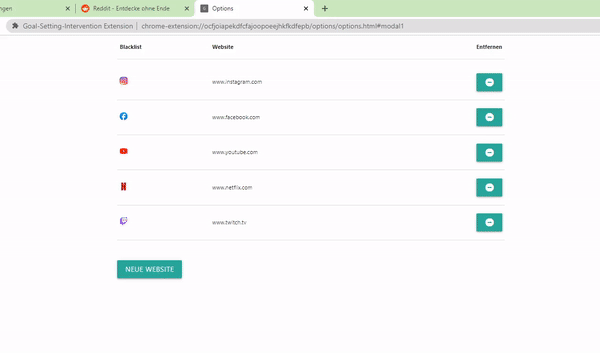 ngen
Reddit - Entdecke ohne Ende
Options
Goal-Setting-Intervention Extension | chrome-extension://ocfjoiapekdfcfajoopoeejhkfkdfepb/options/options.html#modal1
Blacklist Website Entfernen
www.instagram.com
www.facebook.com
www.youtube.com
www.netflix.com
www.twitch.tv
NEUE WEBSITE